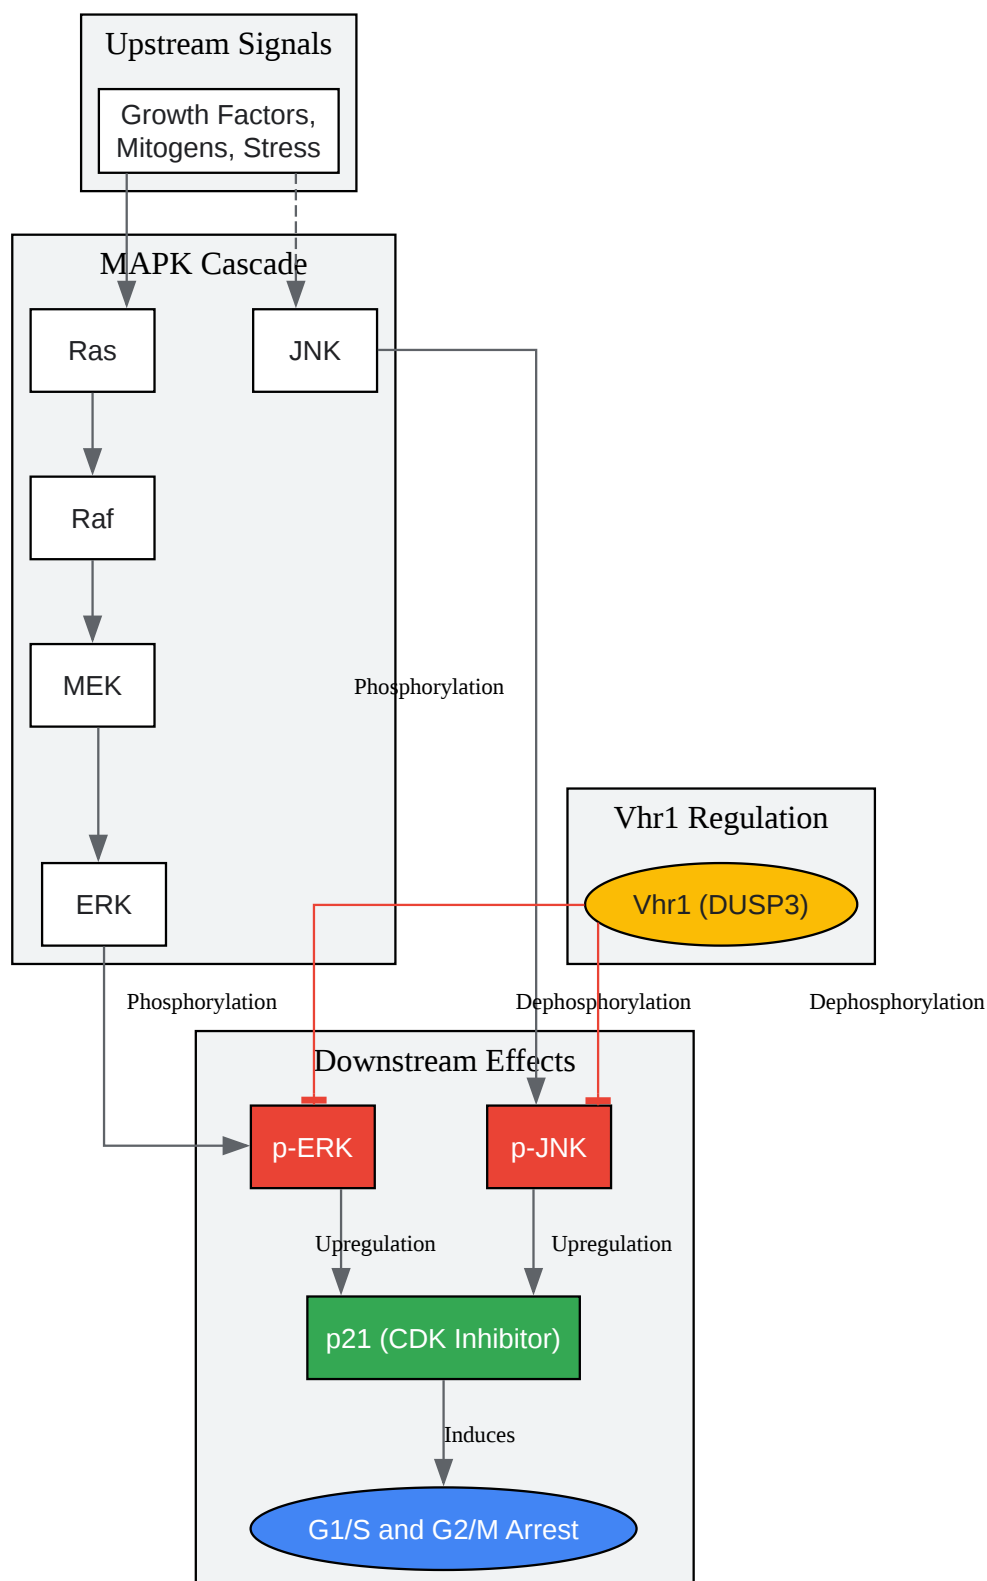 Upstream Signals
Growth Factors,
Mitogens, Stress
MAPK Cascade
Ras
JNK
Raf
MEK
Phosphorylation
Vhr1 Regulation
ERK
Vhr1 (DUSP3)
Phosphorylation
Dephosphorylation
Dephosphorylation
Downstream Effects
p-ERK
p-JNK
Upregulation
Upregulation
p21 (CDK Inhibitor)
Induces
G1/S and G2/M Arrest